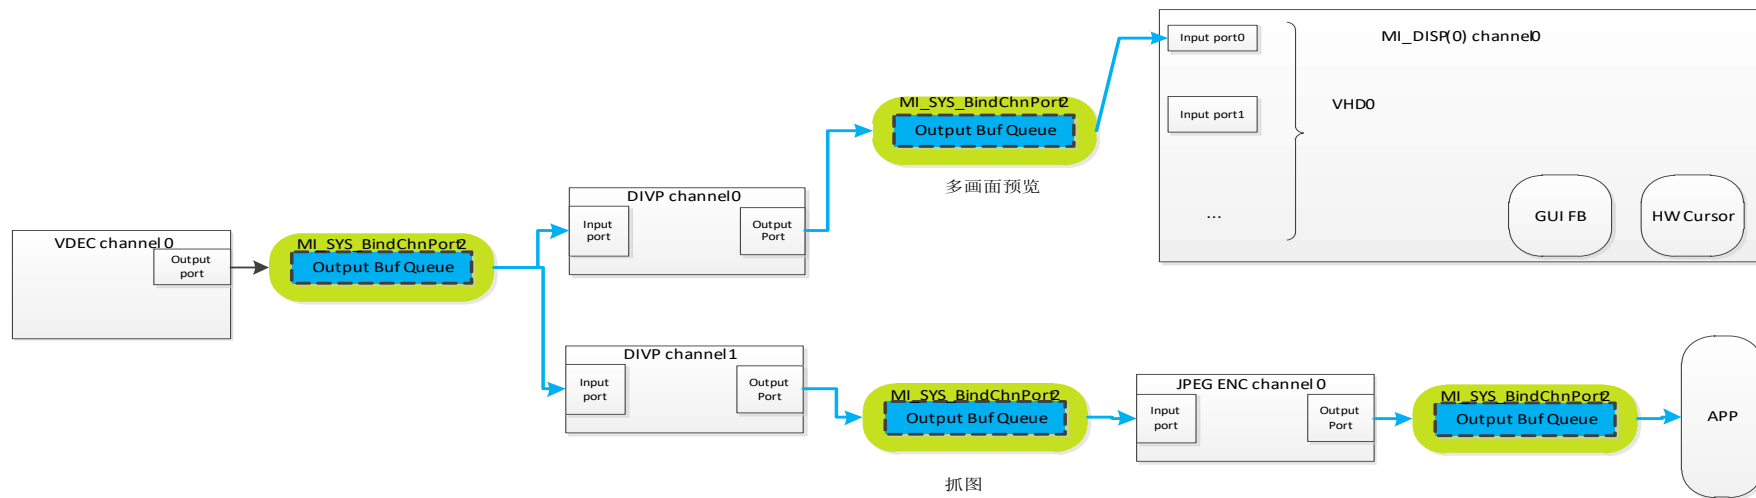 VDEC channel 0
Output
port
MI_SYS_BindChnPort2
Output Buf Queue
DIVP channel0
Input
port
Output
Port
MI_SYS_BindChnPort2
Output Buf Queue
多画面预览
Input port0
MI_DISP(0) channel0
Input port1
VHD0
...
GUI FB
HW Cursor
DIVP channel1
Input
port
Output
Port
MI_SYS_BindChnPort2
Output Buf Queue
抓图
JPEG ENC channel 0
Input
port
Output
Port
MI_SYS_BindChnPort2
Output Buf Queue
APP